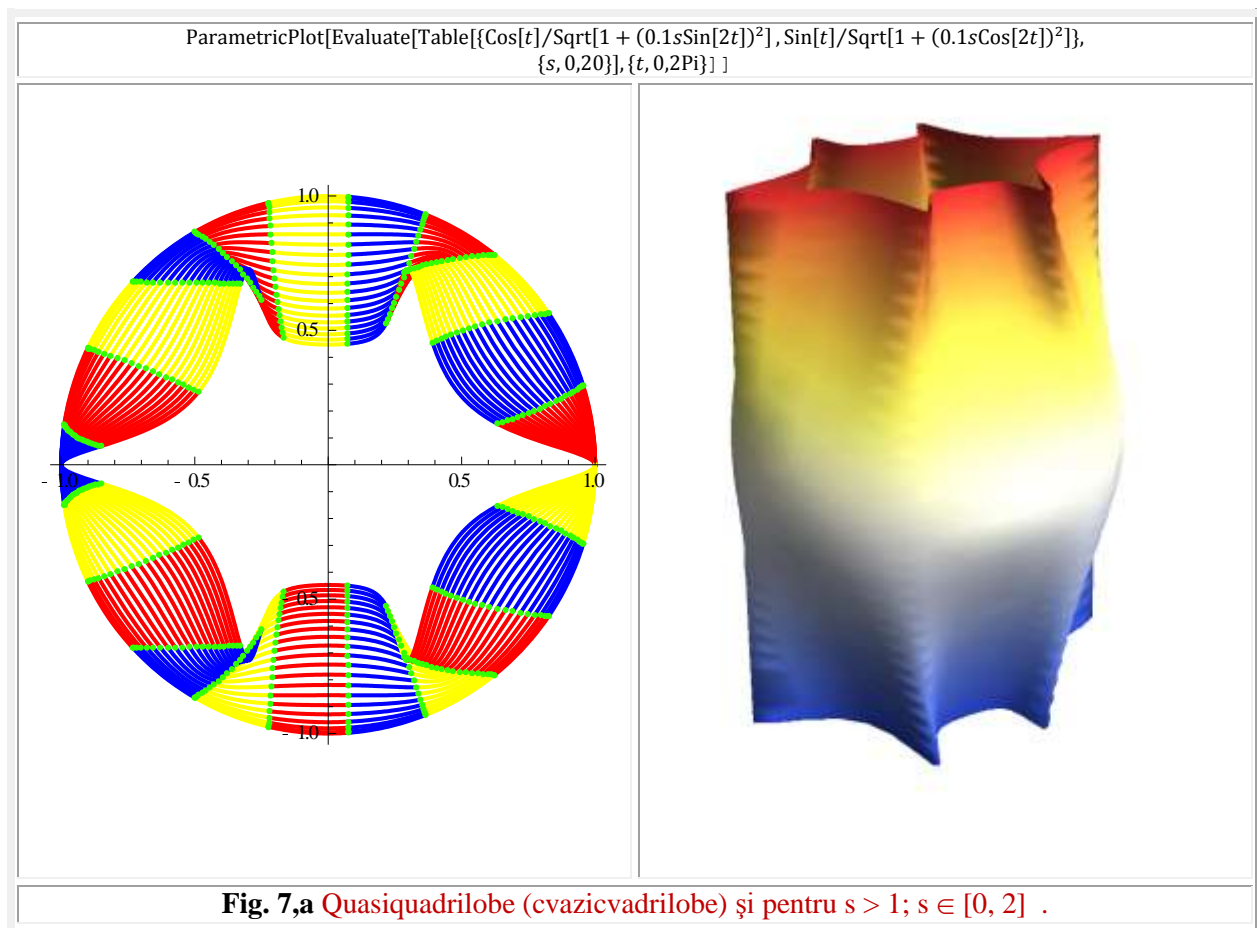 ParametricPlot[Evaluate[Table[{Cos[t]/Sqrt[1 + (0.1sSin[2t])²] , Sin[t]/Sqrt[1 + (0.1sCos[2t])²]},
{s, 0,20}], {t, 0,2Pi}] ]
1.0
0.5
- 1.0
- 0.5
0.5
1.0
0.5
- 1.0
Fig. 7,a Quasiquadrilobe (cvazicvadrilobe) şi pentru s > 1; s ∈ [0, 2] .